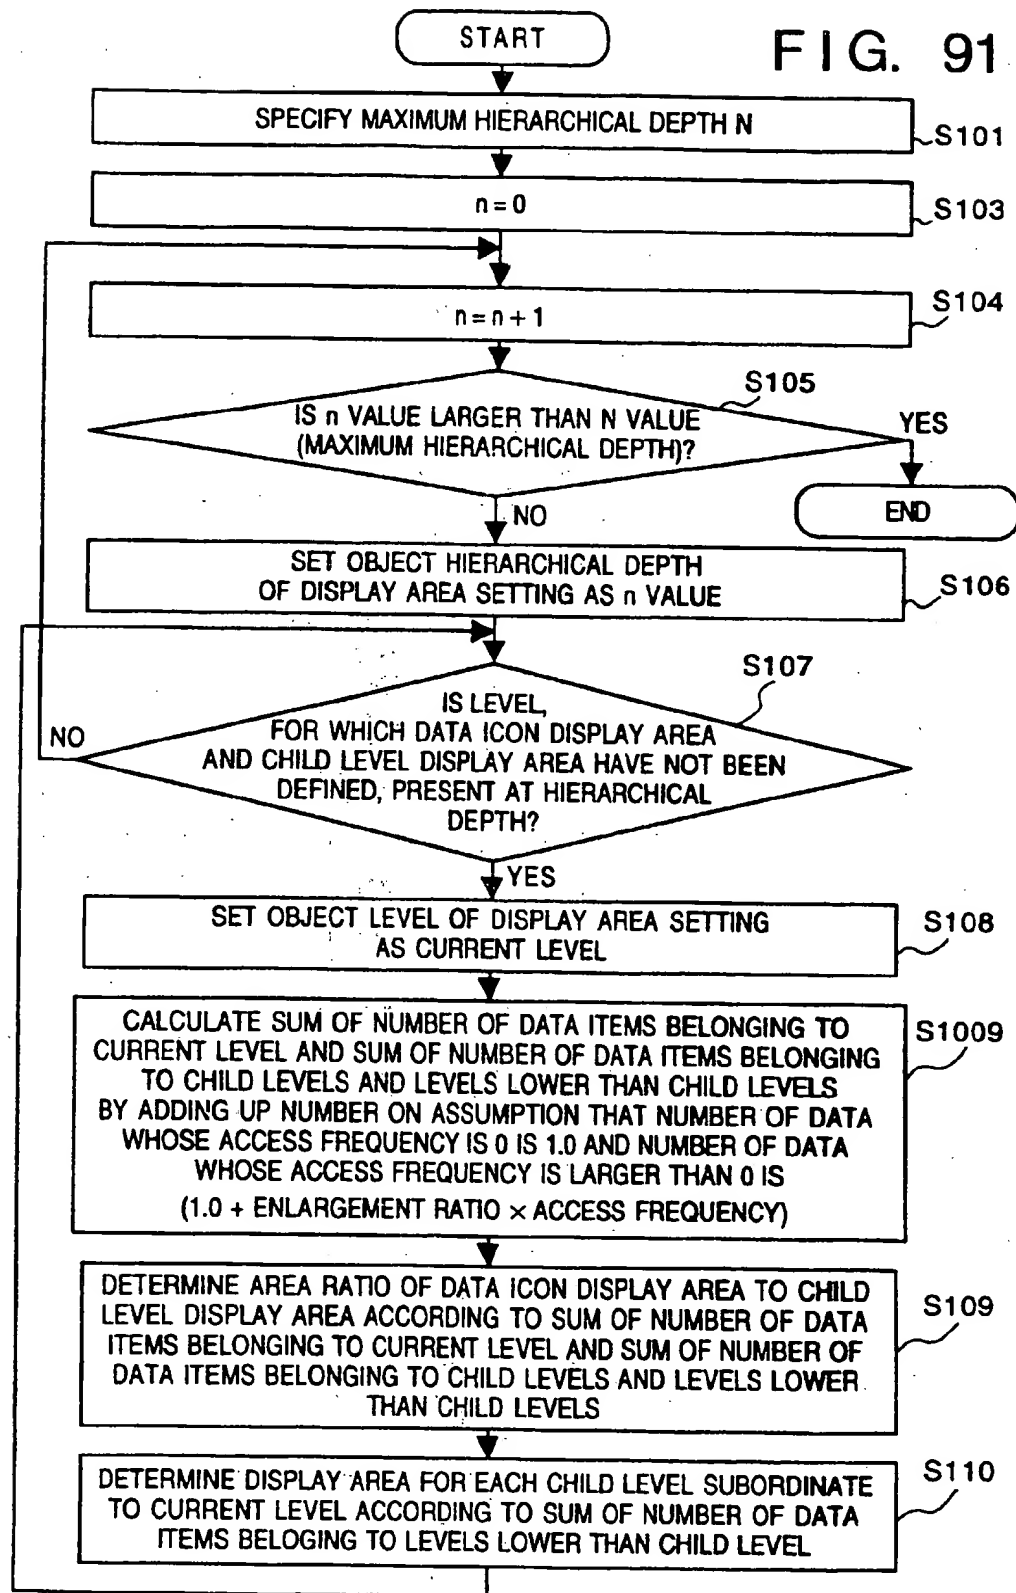 START
FIG. 91
SPECIFY MAXIMUM HIERARCHICAL DEPTH N
S101
n=0
S103
n=n+1
S104
S105
IS n VALUE LARGER THAN N VALUE
(MAXIMUM HIERARCHICAL DEPTH)?
YES
END
NO
SET OBJECT HIERARCHICAL DEPTH
OF DISPLAY AREA SETTING AS n VALUE
S106
S107
IS LEVEL,
FOR WHICH DATA ICON DISPLAY AREA
AND CHILD LEVEL DISPLAY AREA HAVE NOT BEEN
DEFINED, PRESENT AT HIERARCHICAL
DEPTH?
NO
YES
SET OBJECT LEVEL OF DISPLAY AREA SETTING
AS CURRENT LEVEL
S108
CALCULATE SUM OF NUMBER OF DATA ITEMS BELONGING TO
CURRENT LEVEL AND SUM OF NUMBER OF DATA ITEMS BELONGING
TO CHILD LEVELS AND LEVELS LOWER THAN CHILD LEVELS
BY ADDING UP NUMBER ON ASSUMPTION THAT NUMBER OF DATA
WHOSE ACCESS FREQUENCY IS 0 IS 1.0 AND NUMBER OF DATA
WHOSE ACCESS FREQUENCY IS LARGER THAN 0 IS
(1.0 + ENLARGEMENT RATIO × ACCESS FREQUENCY)
S1009
DETERMINE AREA RATIO OF DATA ICON DISPLAY AREA TO CHILD
LEVEL DISPLAY AREA ACCORDING TO SUM OF NUMBER OF DATA
ITEMS BELONGING TO CURRENT LEVEL AND SUM OF NUMBER OF
DATA ITEMS BELONGING TO CHILD LEVELS AND LEVELS LOWER
THAN CHILD LEVELS
S109
DETERMINE DISPLAY AREA FOR EACH CHILD LEVEL SUBORDINATE
TO CURRENT LEVEL ACCORDING TO SUM OF NUMBER OF DATA
ITEMS BELOGING TO LEVELS LOWER THAN CHILD LEVEL
S110